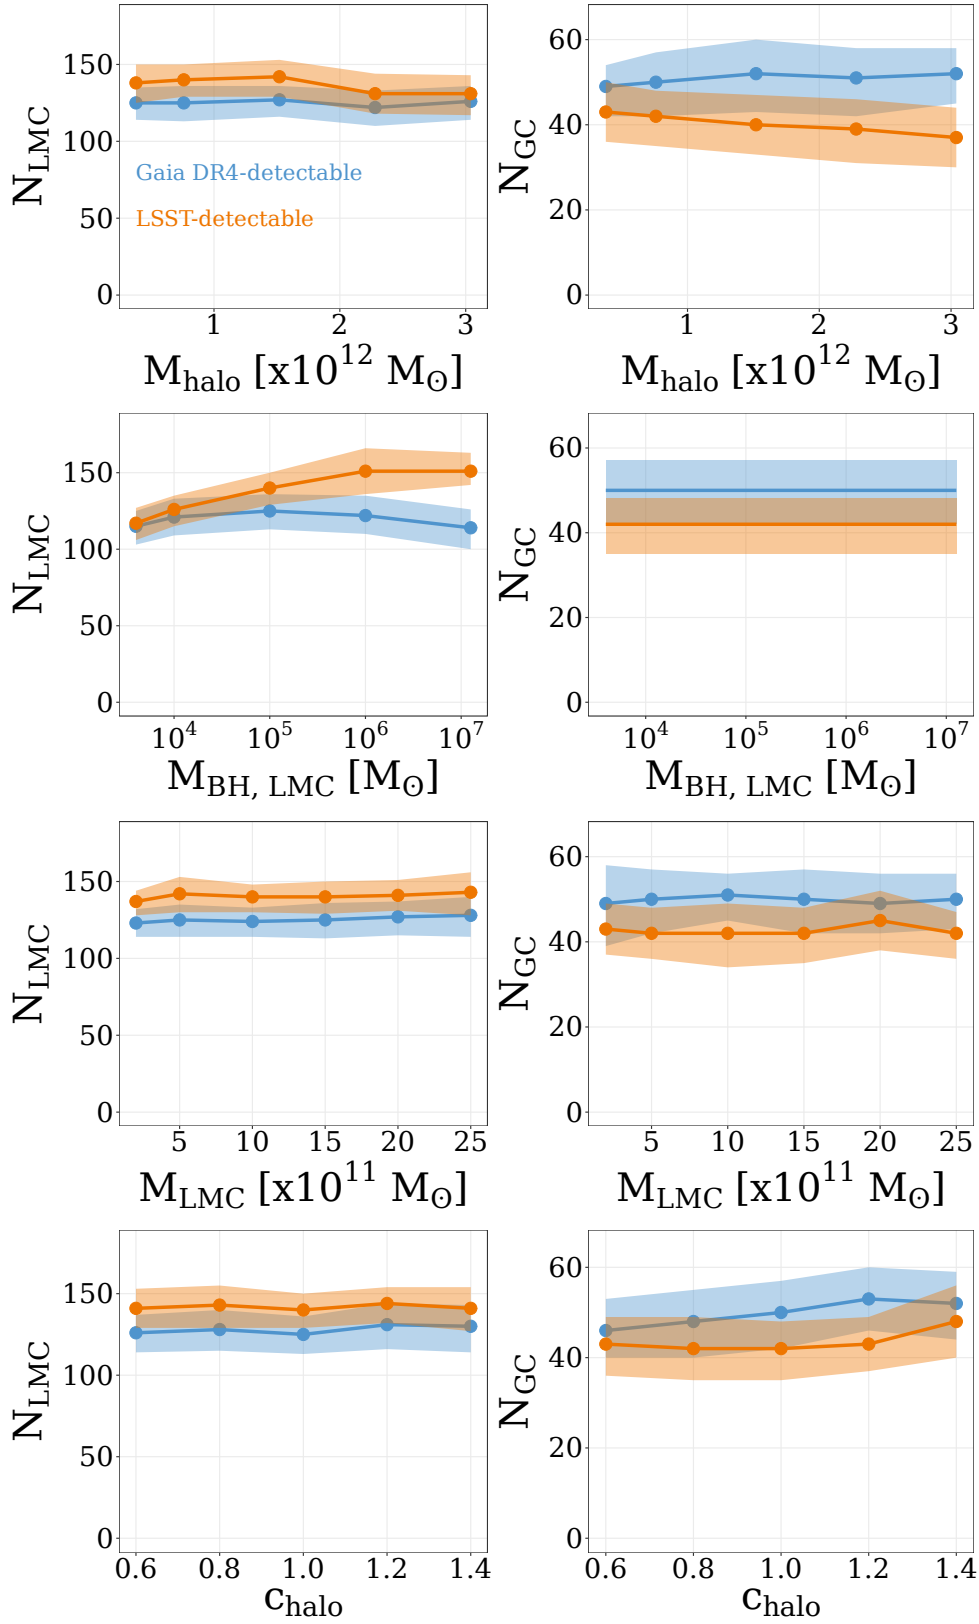 N_LMC
150
100
50
0
Gaia DR4-detectable
LSST-detectable
1 2 3
M_halo [x10^12 M_⊙]
N_GC
60
40
20
0
1 2 3
M_halo [x10^12 M_⊙]
N_LMC
150
100
50
0
10^4 10^5 10^6 10^7
M_BH, LMC [M_⊙]
N_GC
60
40
20
0
10^4 10^5 10^6 10^7
M_BH, LMC [M_⊙]
N_LMC
150
100
50
0
5 10 15 20 25
M_LMC [x10^11 M_⊙]
N_GC
60
40
20
0
5 10 15 20 25
M_LMC [x10^11 M_⊙]
N_LMC
150
100
50
0
0.6 0.8 1.0 1.2 1.4
c_halo
N_GC
60
40
20
0
0.6 0.8 1.0 1.2 1.4
c_halo